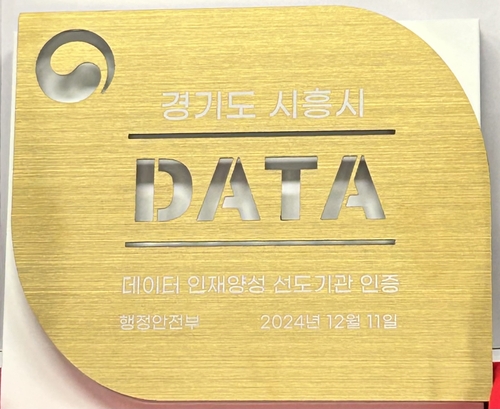 경기도 시흥시
DATA
데이터 인재양성 선도기관 인증
행정안전부 2024년 12월 11일